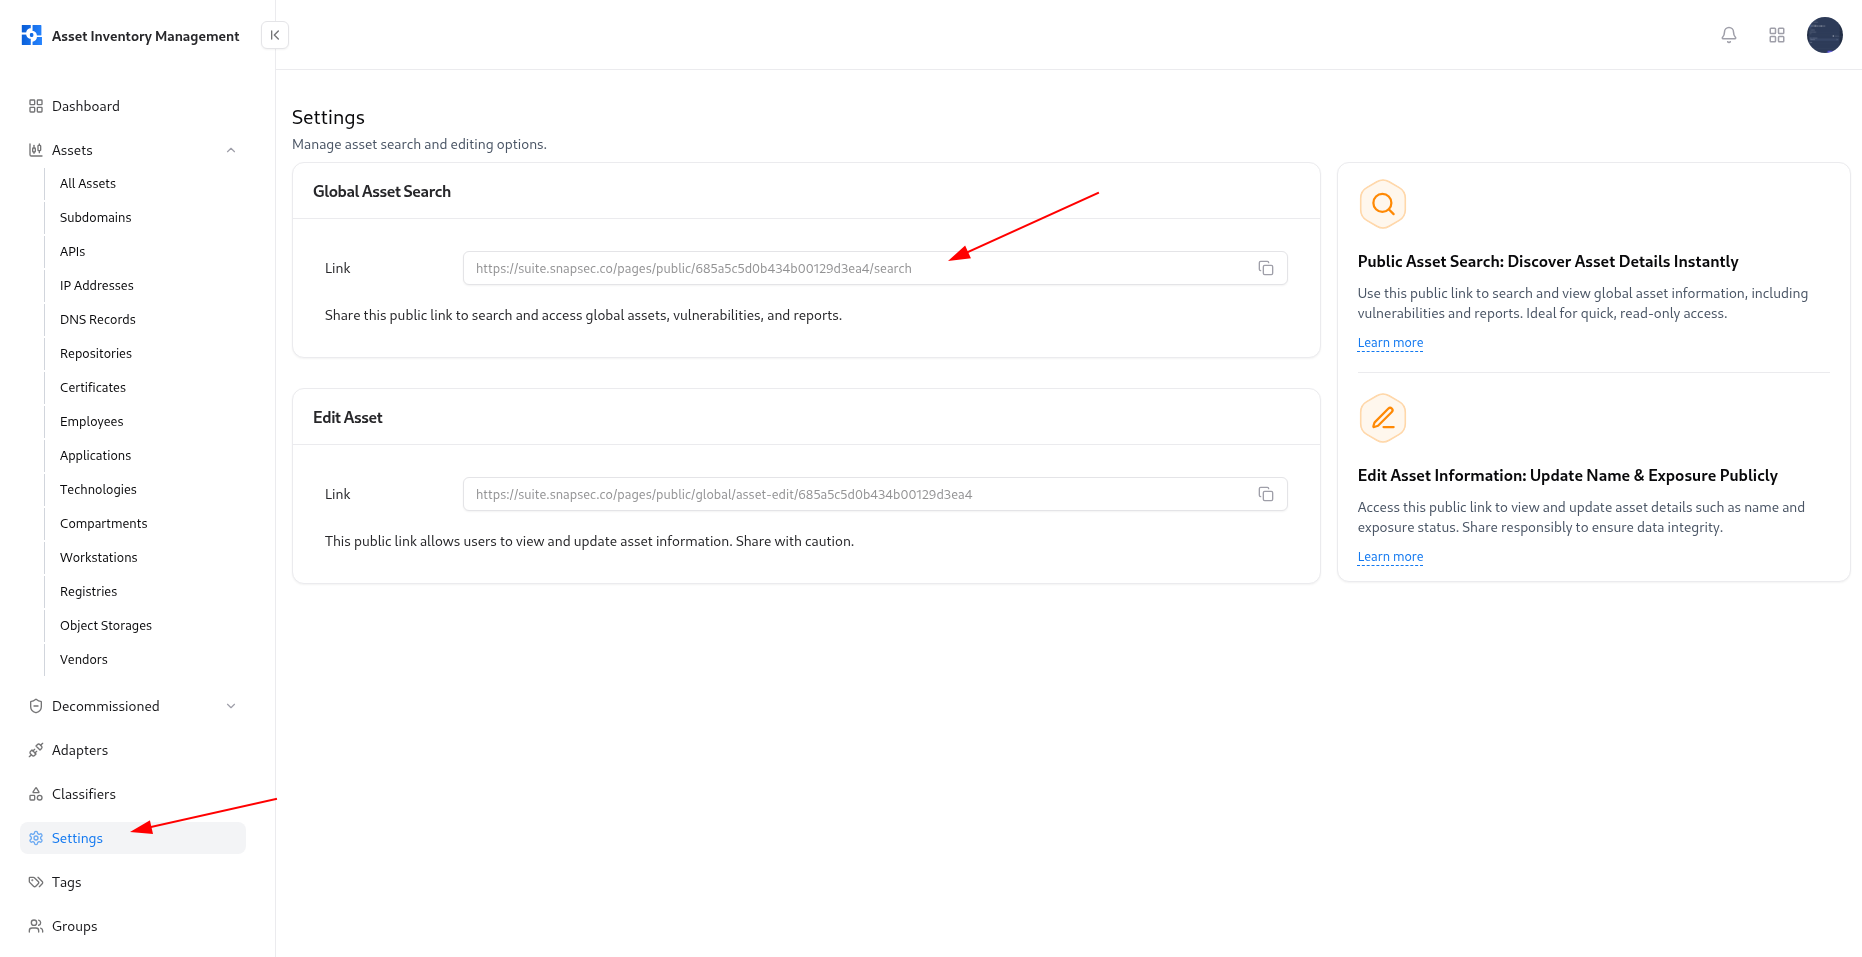 Asset Inventory Management
Dashboard
Assets
All Assets
Subdomains
APIs
IP Addresses
DNS Records
Repositories
Certificates
Employees
Applications
Technologies
Compartments
Workstations
Registries
Object Storages
Vendors
Decommissioned
Adapters
Classifiers
Settings
Tags
Groups
Settings
Manage asset search and editing options.
Global Asset Search
Link
https://suite.snapsec.co/pages/public/685a5c5d0b434b00129d3ea4/search
Share this public link to search and access global assets, vulnerabilities, and reports.
Edit Asset
Link
https://suite.snapsec.co/pages/public/global/asset-edit/685a5c5d0b434b00129d3ea4
This public link allows users to view and update asset information. Share with caution.
Public Asset Search: Discover Asset Details Instantly
Use this public link to search and view global asset information, including
vulnerabilities and reports. Ideal for quick, read-only access.
Learn more
Edit Asset Information: Update Name & Exposure Publicly
Access this public link to view and update asset details such as name and
exposure status. Share responsibly to ensure data integrity.
Learn more